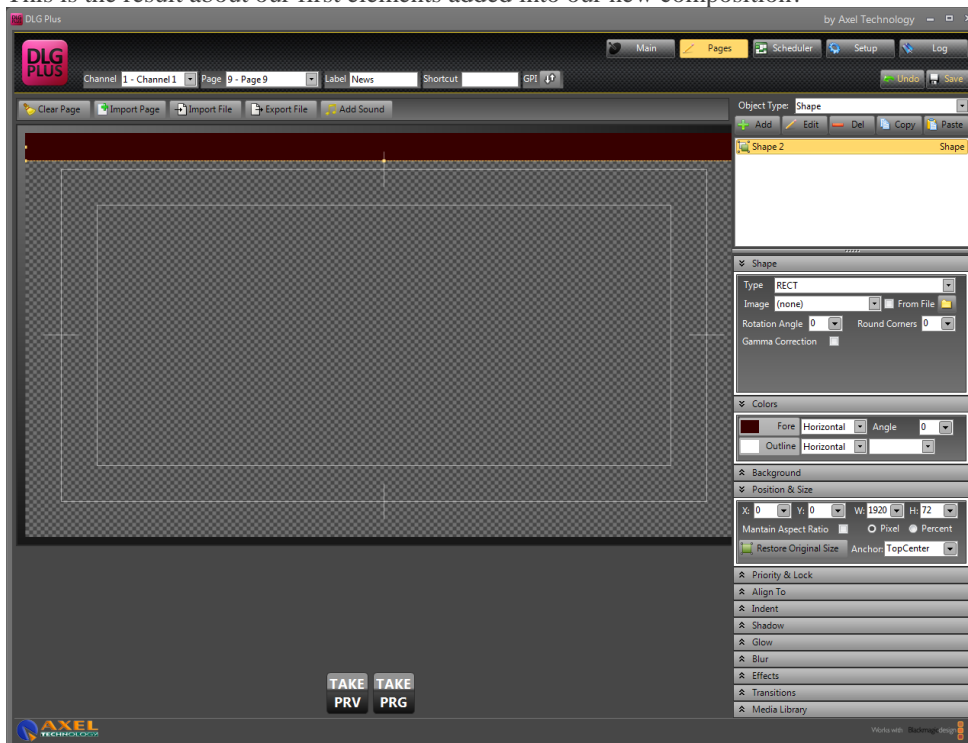 This is the result about our first elements added into our new composition:
DLG Plus
by Axel Technology
DLG PLUS
Main
Pages
Scheduler
Setup
Log
Channel 1 - Channel 1 Page 9 - Page 9 Label News Shortcut GPI
Undo
Save
Clear Page
Import Page
Import File
Export File
Add Sound
Object Type: Shape
Add
Edit
Del
Copy
Paste
Shape 2 Shape
Shape
Type RECT
Image (none) From File
Rotation Angle 0 Round Corners 0
Gamma Correction
Colors
Fore Horizontal Angle 0
Outline Horizontal
Background
Position & Size
X: 0 Y: 0 W: 1920 H: 72
Mantain Aspect Ratio Pixel Percent
Restore Original Size Anchor: TopCenter
Priority & Lock
Align To
Indent
Shadow
Glow
Blur
Effects
Transitions
Media Library
TAKE PRV
TAKE PRG
AXEL
TECHNOLOGY
Works with Blackmagicdesign